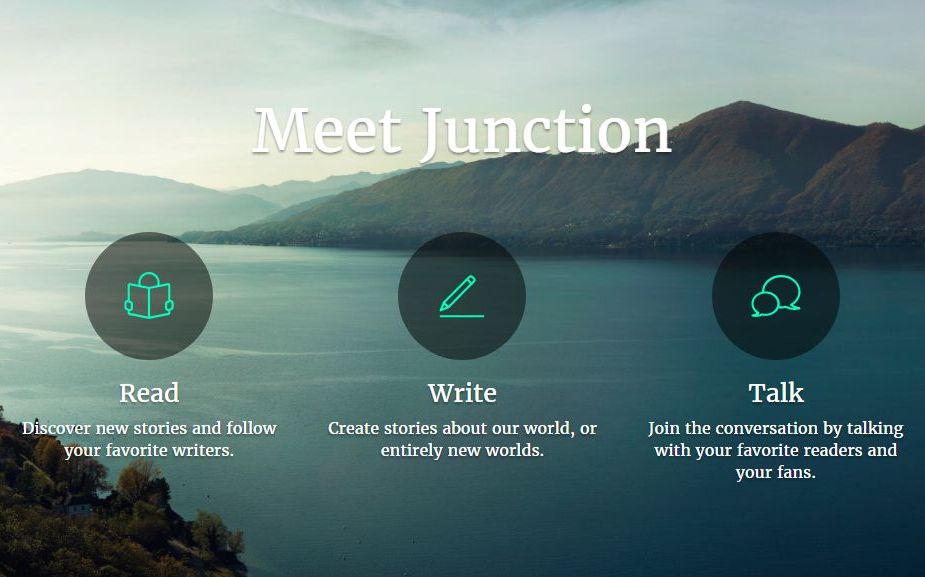 Meet Junction
Read
Discover new stories and follow
your favorite writers.
Write
Create stories about our world, or
entirely new worlds.
Talk
Join the conversation by talking
with your favorite readers and
your fans.